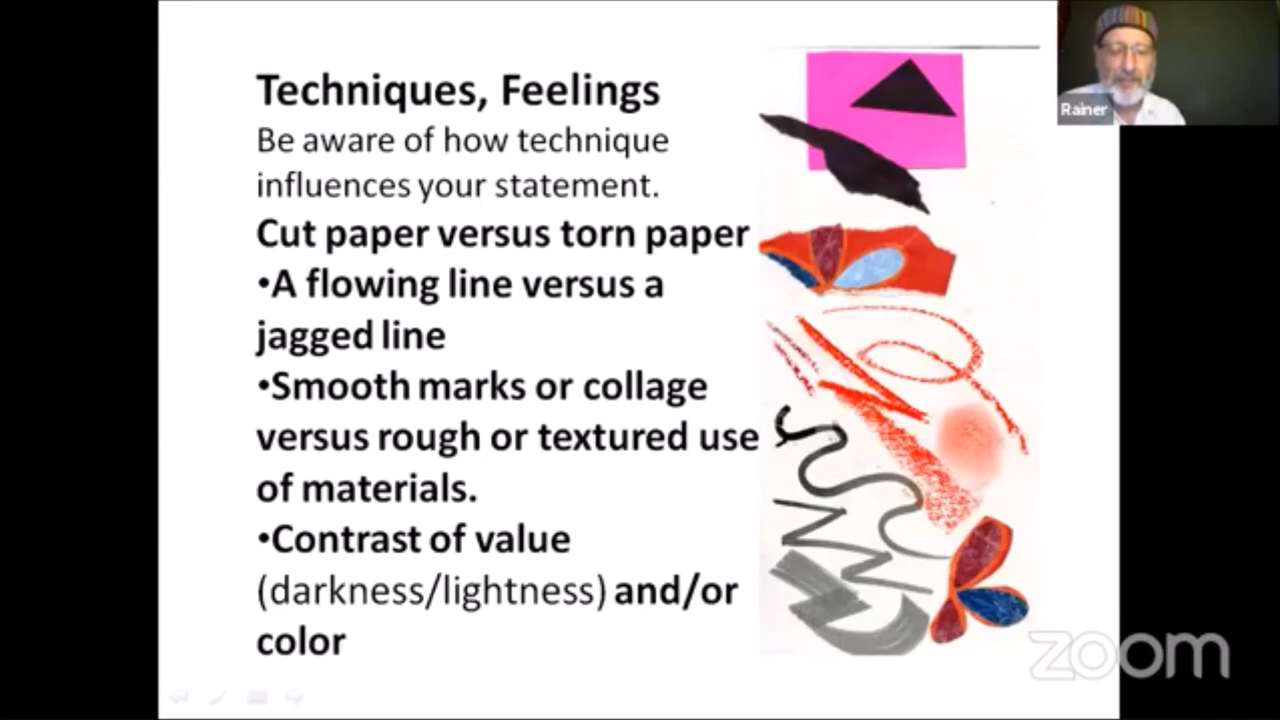 Techniques, Feelings
Be aware of how technique
influences your statement.
Cut paper versus torn paper
•A flowing line versus a
jagged line
•Smooth marks or collage
versus rough or textured use
of materials.
•Contrast of value
(darkness/lightness) and/or
color
Rainer
zoom